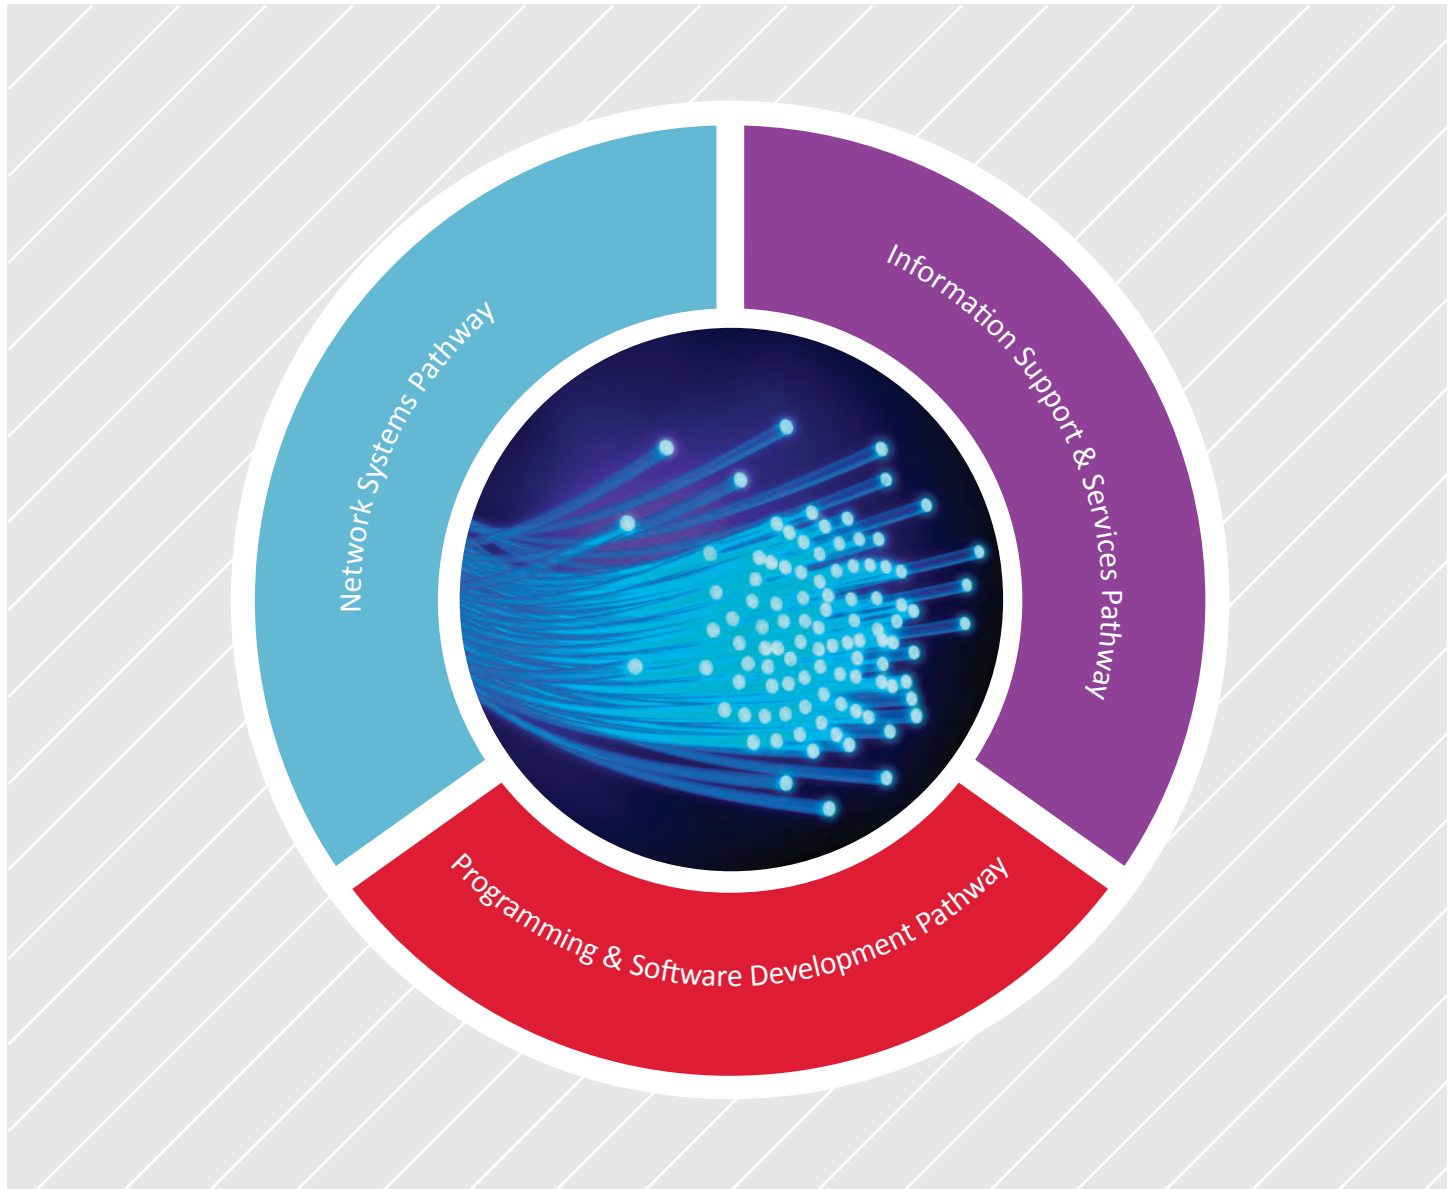 Network Systems Pathway
Information Support & Services Pathway
Programming & Software Development Pathway